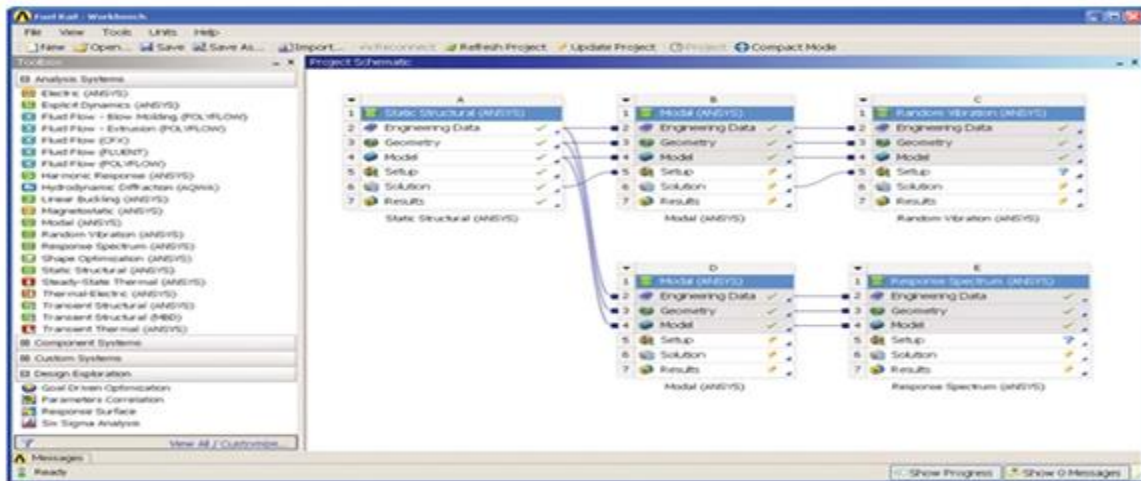 Fuel Rail - Workbench
File View Tools Units Help
New Open... Save Save As... Import... Reconnect Refresh Project Update Project Project Compact Mode
Toolbox
Project Schematic
Analysis Systems
Electric (ANSYS)
Explicit Dynamics (ANSYS)
Fluid Flow - Blow Molding (POLYFLOW)
Fluid Flow - Extrusion (POLYFLOW)
Fluid Flow (CFX)
Fluid Flow (FLUENT)
Fluid Flow (POLYFLOW)
Harmonic Response (ANSYS)
Hydrodynamic Diffraction (AQWA)
Linear Buckling (ANSYS)
Magnetostatic (ANSYS)
Modal (ANSYS)
Random Vibration (ANSYS)
Response Spectrum (ANSYS)
Shape Optimization (ANSYS)
Static Structural (ANSYS)
Steady-State Thermal (ANSYS)
Thermal-Electric (ANSYS)
Transient Structural (ANSYS)
Transient Structural (MBD)
Transient Thermal (ANSYS)
Component Systems
Custom Systems
Design Exploration
Goal Driven Optimization
Parameters Correlation
Response Surface
Six Sigma Analysis
View All / Customize...
A
1 Static Structural (ANSYS)
2 Engineering Data
3 Geometry
4 Model
5 Setup
6 Solution
7 Results
Static Structural (ANSYS)
B
1 Modal (ANSYS)
2 Engineering Data
3 Geometry
4 Model
5 Setup
6 Solution
7 Results
Modal (ANSYS)
C
1 Random Vibration (ANSYS)
2 Engineering Data
3 Geometry
4 Model
5 Setup
6 Solution
7 Results
Random Vibration (ANSYS)
D
1 Modal (ANSYS)
2 Engineering Data
3 Geometry
4 Model
5 Setup
6 Solution
7 Results
Modal (ANSYS)
E
1 Response Spectrum (ANSYS)
2 Engineering Data
3 Geometry
4 Model
5 Setup
6 Solution
7 Results
Response Spectrum (ANSYS)
Messages
Ready
Show Progress Show 0 Messages